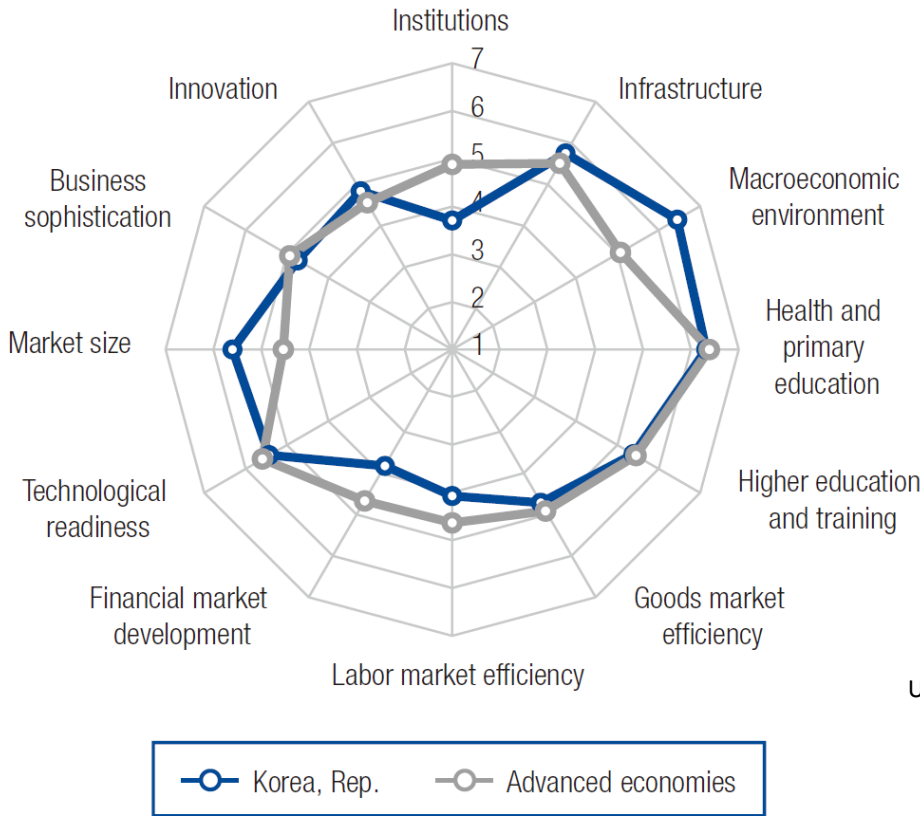 Institutions
Infrastructure
Macroeconomic
environment
Health and
primary
education
Higher education
and training
Goods market
efficiency
Labor market efficiency
Financial market
development
Technological
readiness
Market size
Business
sophistication
Innovation
7
6
5
4
3
2
1
U
Korea, Rep.
Advanced economies